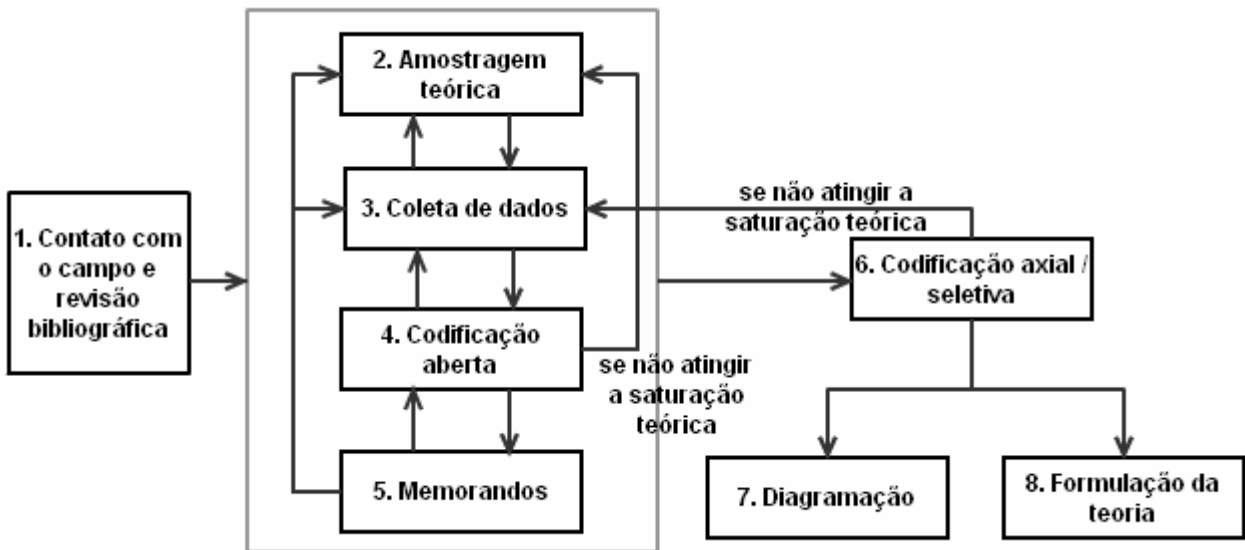 1. Contato com
o campo e
revisão
bibliográfica
2. Amostragem
teórica
3. Coleta de dados
4. Codificação
aberta
5. Memorandos
se não atingir
a saturação
teórica
se não atingir a
saturação teórica
6. Codificação axial /
seletiva
7. Diagramação
8. Formulação da
teoria